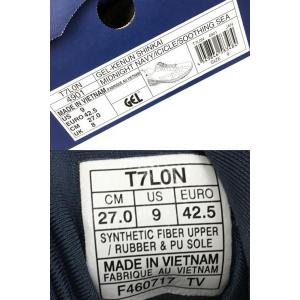 T7L0N
4901
GEL-KENUN SHINKAI
MIDNIGHT NAVY/CICLE/SOOTHING SEA
MADE IN VIETNAM
US 9
EURO 42.5
CM 27.0
UK 8
GEL
T7L0N
CM US EURO
27.0 9 42.5
SYNTHETIC FIBER UPPER
/ RUBBER & PU SOLE
MADE IN VIETNAM
FABRIQUE AU VIETNAM
F460717 TV